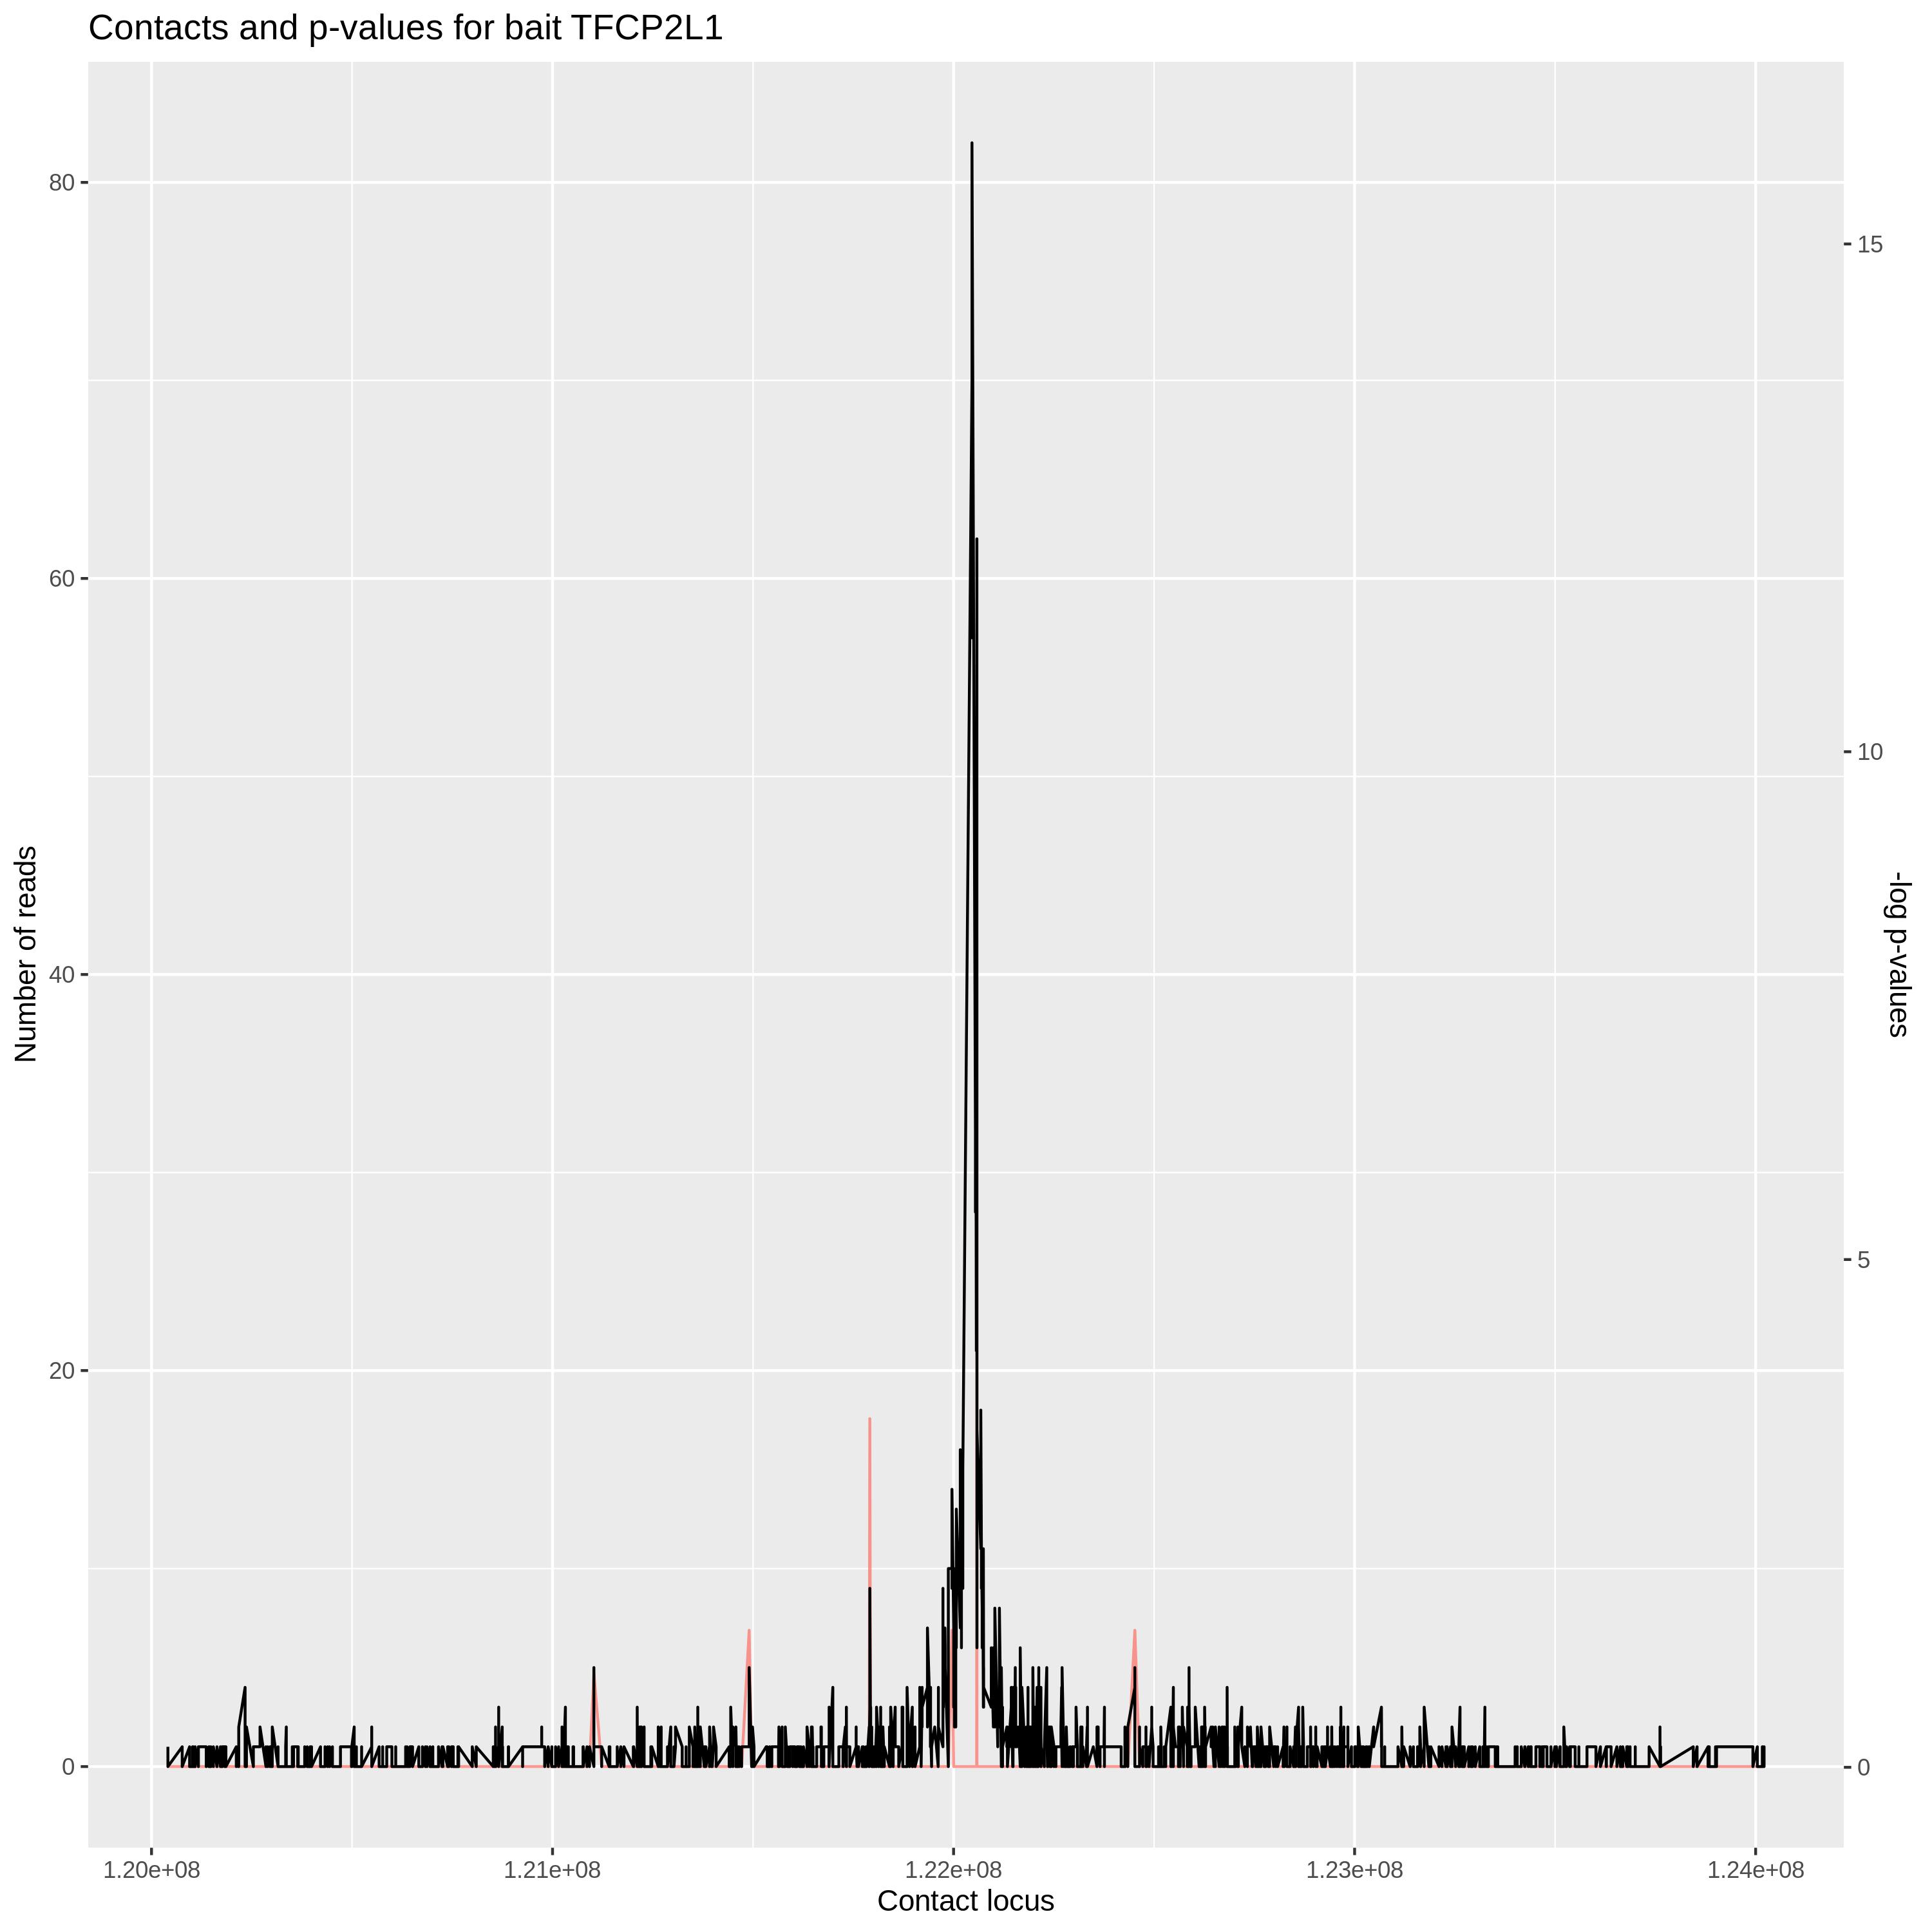 Contacts and p-values for bait TFCP2L1
80
60
40
20
0
Number of reads
15
10
5
0
-log p-values
1.20e+08
1.21e+08
1.22e+08
1.23e+08
1.24e+08
Contact locus